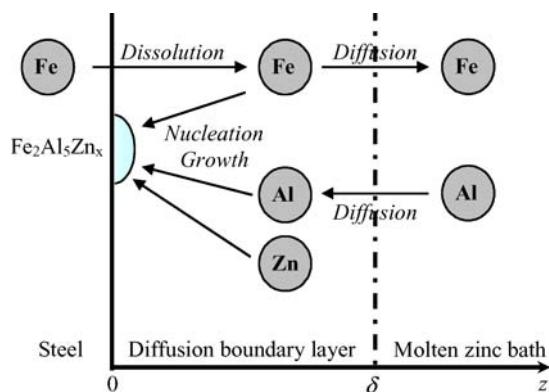 Dissolution
Diffusion
Fe
Fe
Fe
Fe₂Al₅Znₓ
Nucleation
Growth
Al
Al
Diffusion
Zn
Steel
Diffusion boundary layer
Molten zinc bath
0
δ
z